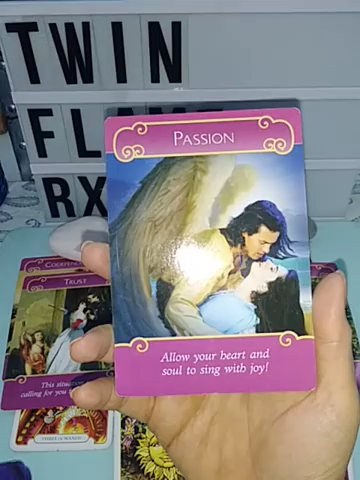 TWIN
FLAME
RX
PASSION
Allow your heart and
soul to sing with joy!
TRUST
This
calling for you
THREE of WANDS